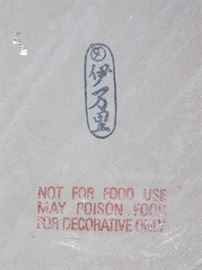 伊万里
NOT FOR FOOD USE
MAY POISON FOOD
FOR DECORATIVE ONLY